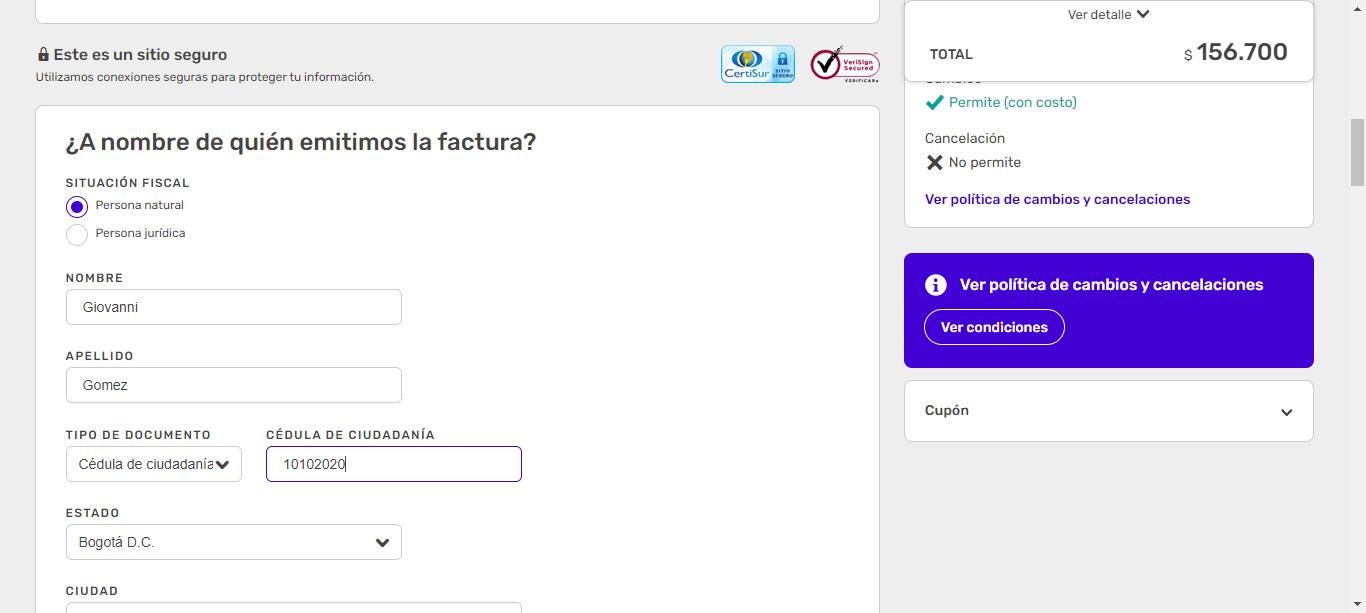 Este es un sitio seguro
Utilizamos conexiones seguras para proteger tu información.
CertiSur SITIO SEGURO
VeriSign Secured
VERIFICAR
¿A nombre de quién emitimos la factura?
SITUACIÓN FISCAL
Persona natural
Persona jurídica
NOMBRE
Giovanni
APELLIDO
Gomez
TIPO DE DOCUMENTO
Cédula de ciudadanía
CÉDULA DE CIUDADANÍA
10102020
ESTADO
Bogotá D.C.
CIUDAD
Ver detalle
TOTAL $ 156.700
Permite (con costo)
Cancelación
No permite
Ver política de cambios y cancelaciones
Ver política de cambios y cancelaciones
Ver condiciones
Cupón